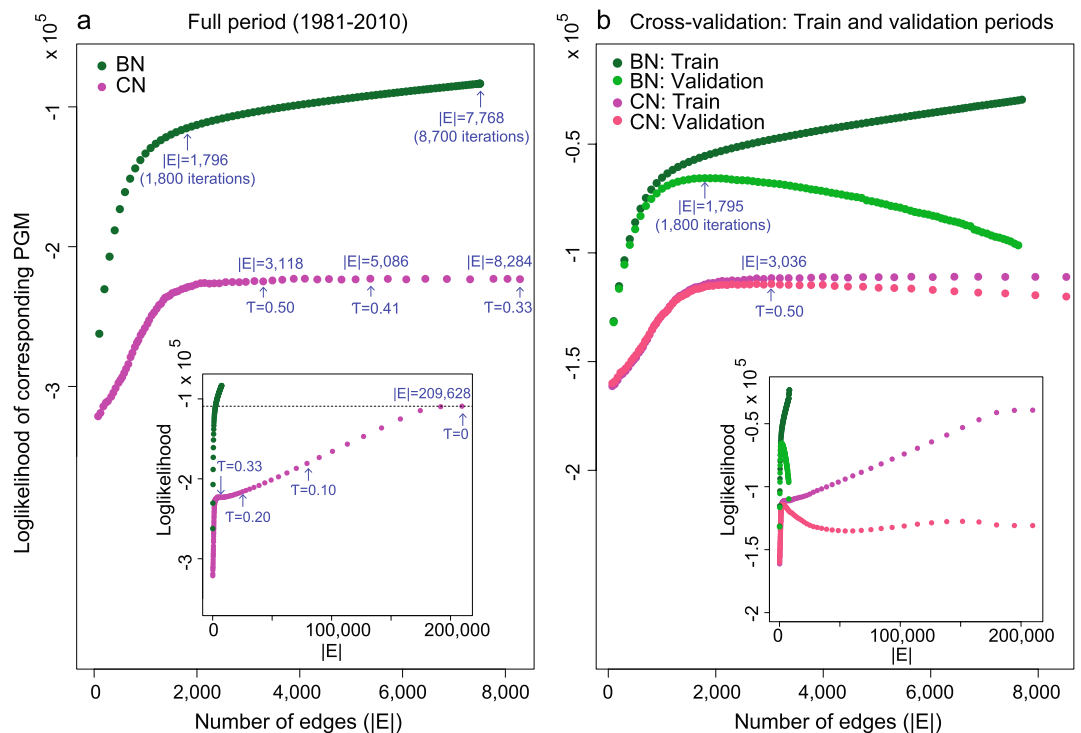 a Full period (1981-2010)
x 10^5
BN
CN
-1
-2
-3
Loglikelihood of corresponding PGM
|E|=1,796
(1,800 iterations)
|E|=7,768
(8,700 iterations)
|E|=3,118
Τ=0.50
|E|=5,086
Τ=0.41
|E|=8,284
Τ=0.33
x 10^5
-1
-2
-3
Loglikelihood
|E|=209,628
Τ=0
Τ=0.33
Τ=0.20
Τ=0.10
0 100,000 200,000
|E|
0 2,000 4,000 6,000 8,000
Number of edges (|E|)
b Cross-validation: Train and validation periods
x 10^5
BN: Train
BN: Validation
CN: Train
CN: Validation
-0.5
-1
-1.5
-2
|E|=1,795
(1,800 iterations)
|E|=3,036
Τ=0.50
x 10^5
-0.5
-1
-1.5
-2
Loglikelihood
0 100,000 200,000
|E|
0 2,000 4,000 6,000 8,000
Number of edges (|E|)